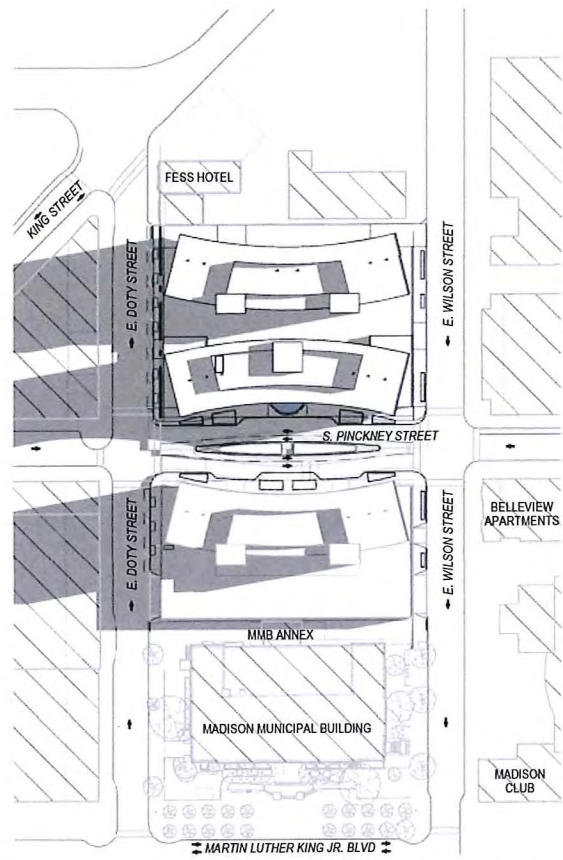 FESS HOTEL
KING STREET
E. DOTY STREET
E. WILSON STREET
S. PINCKNEY STREET
E. DOTY STREET
E. WILSON STREET
BELLEVIEW
APARTMENTS
MMB ANNEX
MADISON MUNICIPAL BUILDING
MADISON
CLUB
MARTIN LUTHER KING JR. BLVD